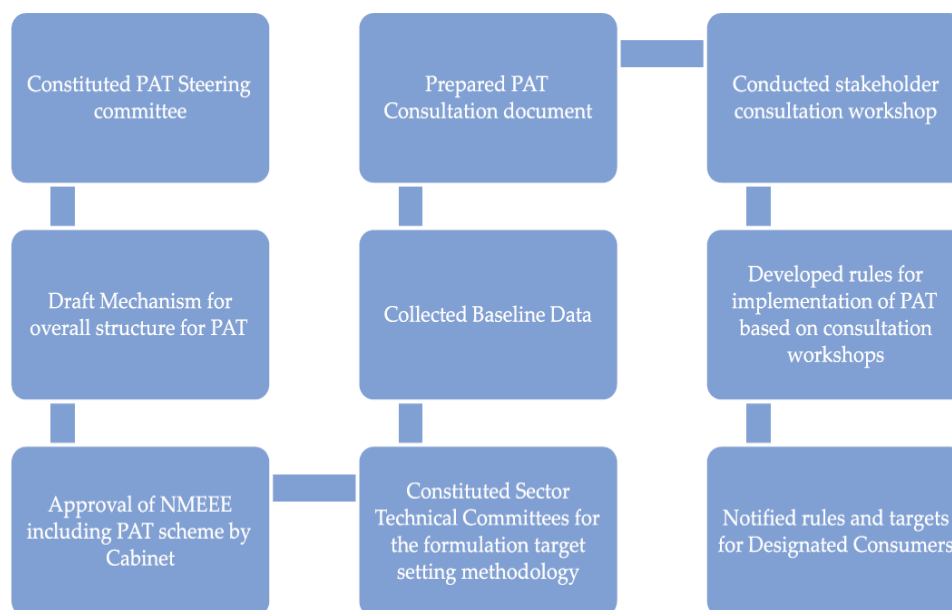 Constituted PAT Steering
committee
Draft Mechanism for
overall structure for PAT
Approval of NMEEE
including PAT scheme by
Cabinet
Constituted Sector
Technical Committees for
the formulation target
setting methodology
Collected Baseline Data
Prepared PAT
Consultation document
Conducted stakeholder
consultation workshop
Developed rules for
implementation of PAT
based on consultation
workshops
Notified rules and targets
for Designated Consumers